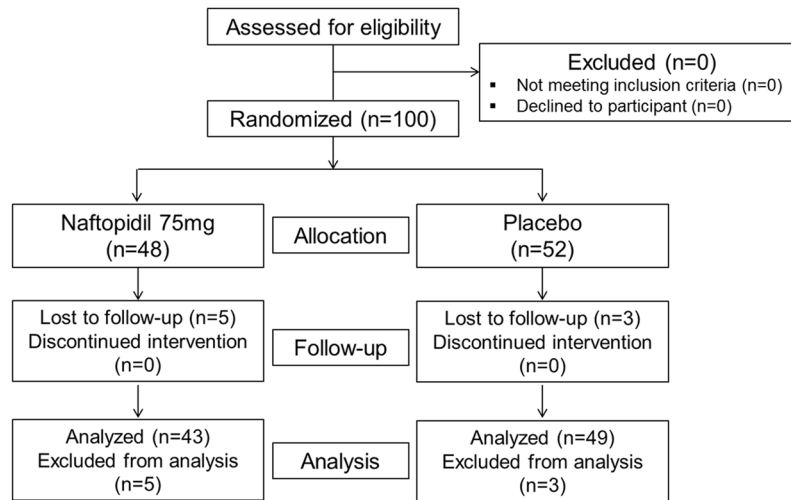 Assessed for eligibility
Excluded (n=0)
▪ Not meeting inclusion criteria (n=0)
▪ Declined to participant (n=0)
Randomized (n=100)
Naftopidil 75mg
(n=48)
Allocation
Placebo
(n=52)
Lost to follow-up (n=5)
Discontinued intervention
(n=0)
Follow-up
Lost to follow-up (n=3)
Discontinued intervention
(n=0)
Analyzed (n=43)
Excluded from analysis
(n=5)
Analysis
Analyzed (n=49)
Excluded from analysis
(n=3)